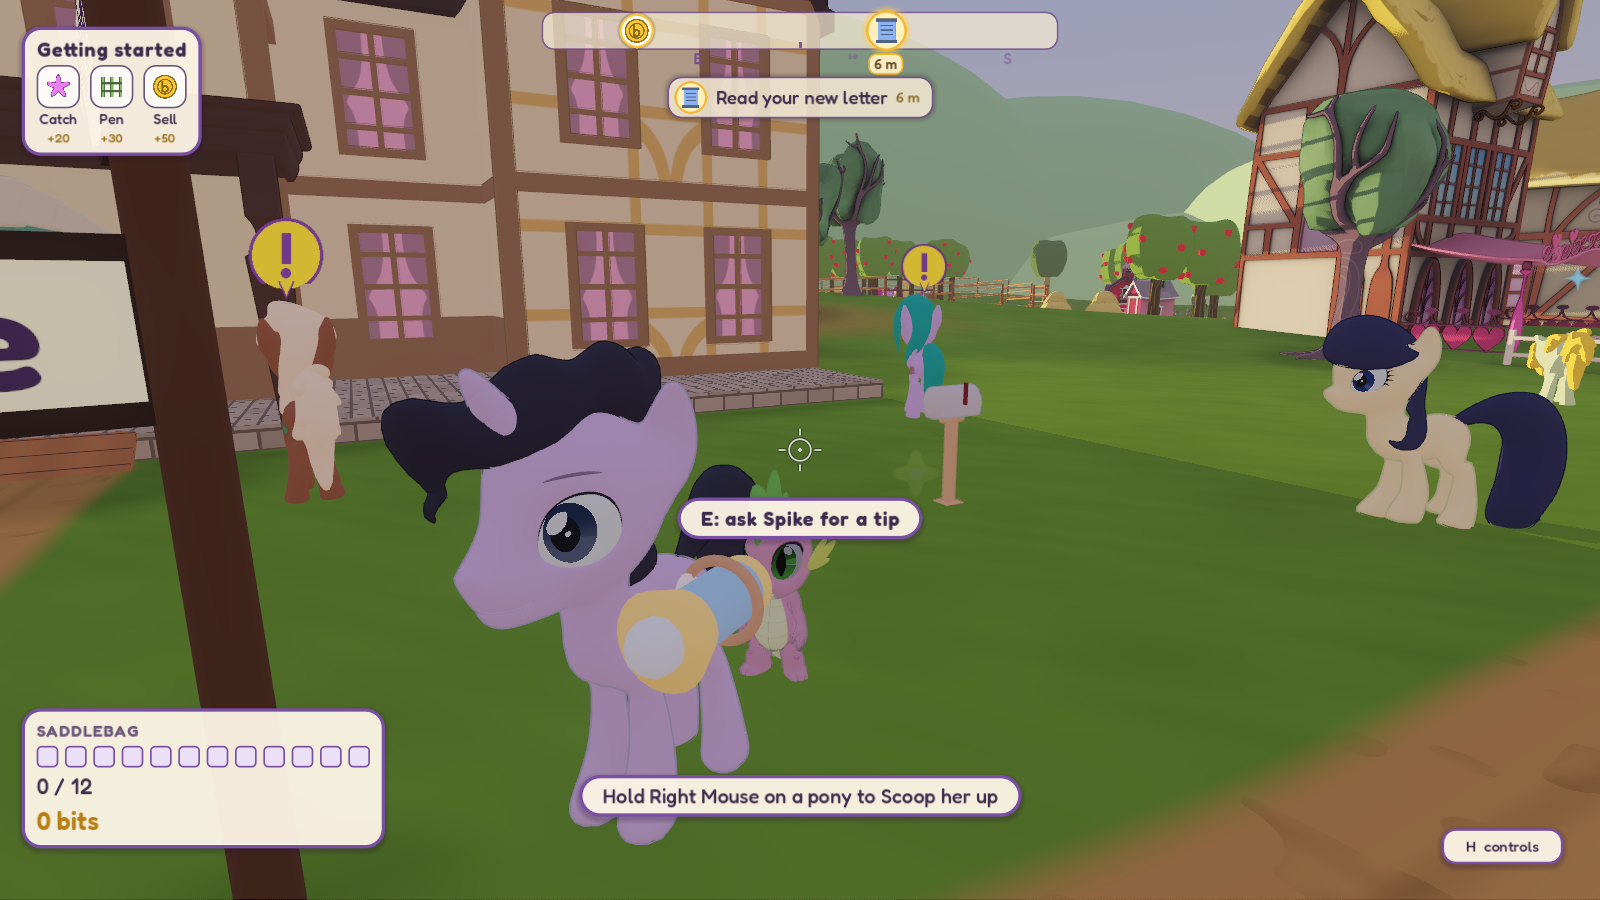 Getting started
Catch Pen Sell
+20 +30 +50
E W S
6 m
Read your new letter 6 m
e
E: ask Spike for a tip
Hold Right Mouse on a pony to Scoop her up
SADDLEBAG
0 / 12
0 bits
H controls